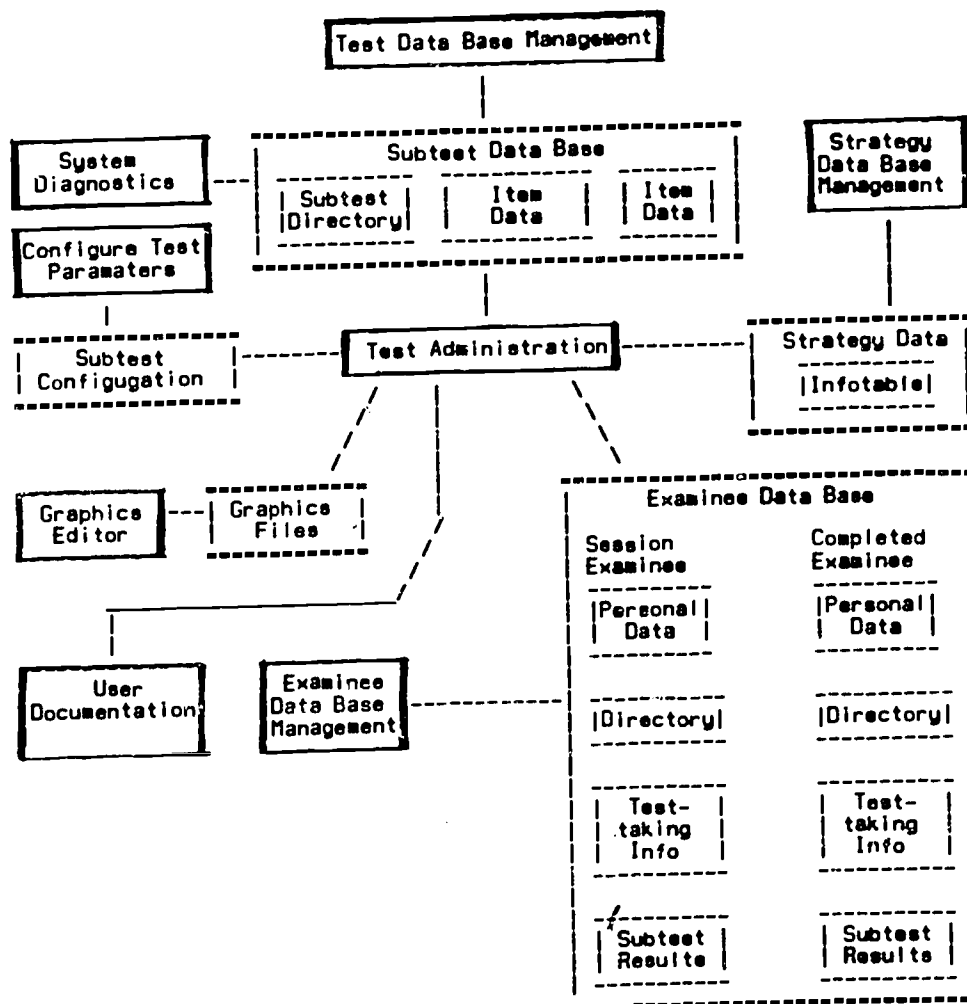 Test Data Base Management
System
Diagnostics
Subtest Data Base
Subtest
Directory
Item
Data
Item
Data
Strategy
Data Base
Management
Configure Test
Paramaters
Subtest
Configugation
Test Administration
Strategy Data
Infotable
Graphics
Editor
Graphics
Files
Examinee Data Base
Session
Examinee
Completed
Examinee
Personal
Data
Personal
Data
User
Documentation
Examinee
Data Base
Management
Directory
Directory
Test-
taking
Info
Test-
taking
Info
Subtest
Results
Subtest
Results